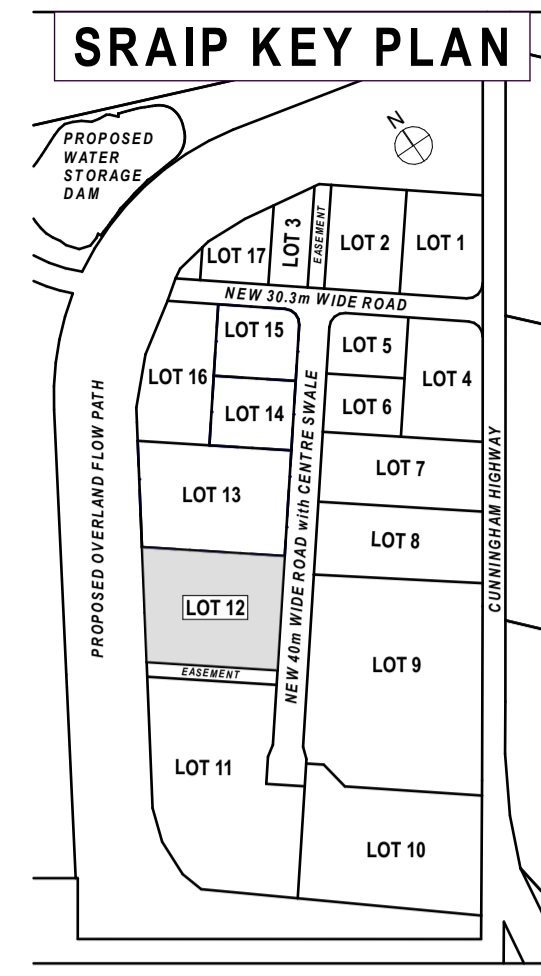 SRAIP KEY PLAN
PROPOSED
WATER
STORAGE
DAM
N
LOT 17
LOT 3
EASEMENT
LOT 2
LOT 1
NEW 30.3m WIDE ROAD
LOT 16
LOT 15
LOT 14
LOT 5
LOT 6
LOT 4
LOT 13
LOT 7
LOT 8
PROPOSED OVERLAND FLOW PATH
NEW 40m WIDE ROAD with CENTRE SWALE
CUNNINGHAM HIGHWAY
LOT 12
EASEMENT
LOT 9
LOT 11
LOT 10